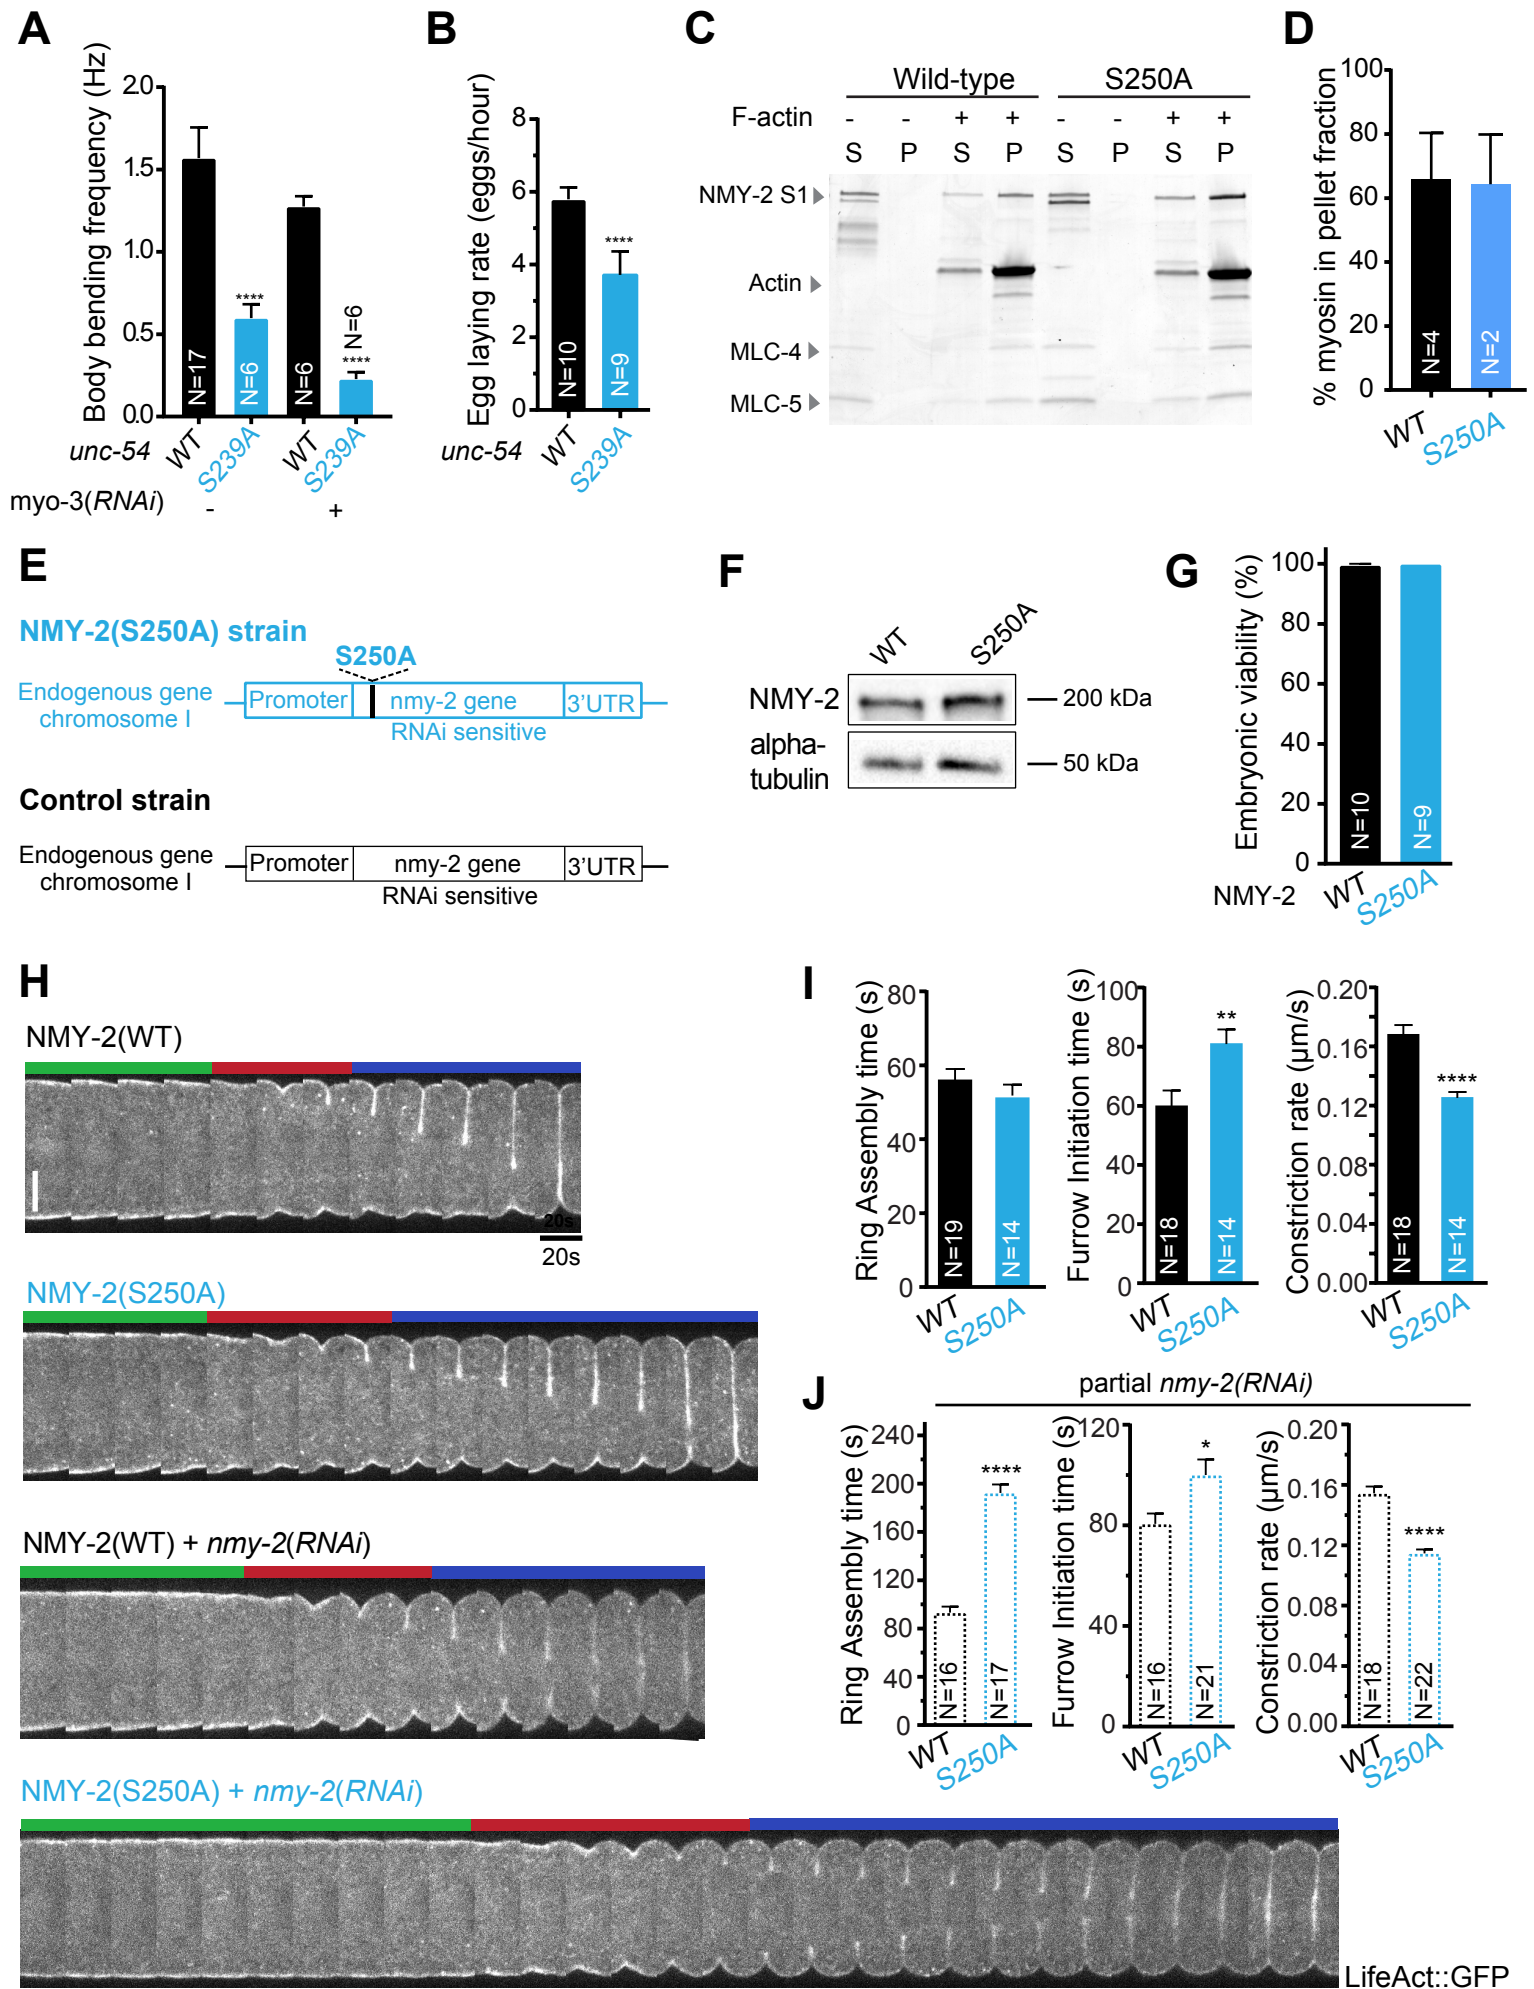 A
Body bending frequency (Hz)
2.0
1.5
1.0
0.5
0.0
N=17
****
N=6
N=6
****
N=6
unc-54
WT
S239A
WT
S239A
myo-3(RNAi)
-
+
B
Egg laying rate (eggs/hour)
8
6
4
2
0
N=10
****
N=9
unc-54
WT
S239A
C
Wild-type
S250A
F-actin - - + + - - + +
S P S P S P S P
NMY-2 S1
Actin
MLC-4
MLC-5
D
% myosin in pellet fraction
100
80
60
40
20
0
N=4
N=2
WT
S250A
E
NMY-2(S250A) strain
S250A
Endogenous gene
chromosome I
Promoter
nmy-2 gene
3'UTR
RNAi sensitive
Control strain
Endogenous gene
chromosome I
Promoter
nmy-2 gene
3'UTR
RNAi sensitive
F
WT
S250A
NMY-2
200 kDa
alpha-
tubulin
50 kDa
G
Embryonic viability (%)
100
80
60
40
20
0
N=10
N=9
NMY-2
WT
S250A
H
NMY-2(WT)
20s
20s
NMY-2(S250A)
NMY-2(WT) + nmy-2(RNAi)
NMY-2(S250A) + nmy-2(RNAi)
LifeAct::GFP
I
Ring Assembly time (s)
80
60
40
20
0
N=19
N=14
WT
S250A
Furrow Initiation time (s)
100
80
60
40
20
0
N=18
**
N=14
WT
S250A
Constriction rate (µm/s)
0.20
0.16
0.12
0.08
0.04
0.00
N=18
****
N=14
WT
S250A
J
partial nmy-2(RNAi)
Ring Assembly time (s)
240
200
160
120
80
40
0
N=16
****
N=17
WT
S250A
Furrow Initiation time (s)
120
80
40
0
N=16
*
N=21
WT
S250A
Constriction rate (µm/s)
0.20
0.16
0.12
0.08
0.04
0.00
N=18
****
N=22
WT
S250A